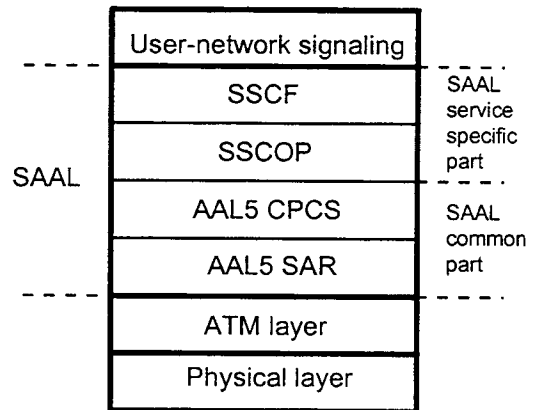 User-network signaling
SSCF
SSCOP
AAL5 CPCS
AAL5 SAR
ATM layer
Physical layer
SAAL
SAAL
service
specific
part
SAAL
common
part